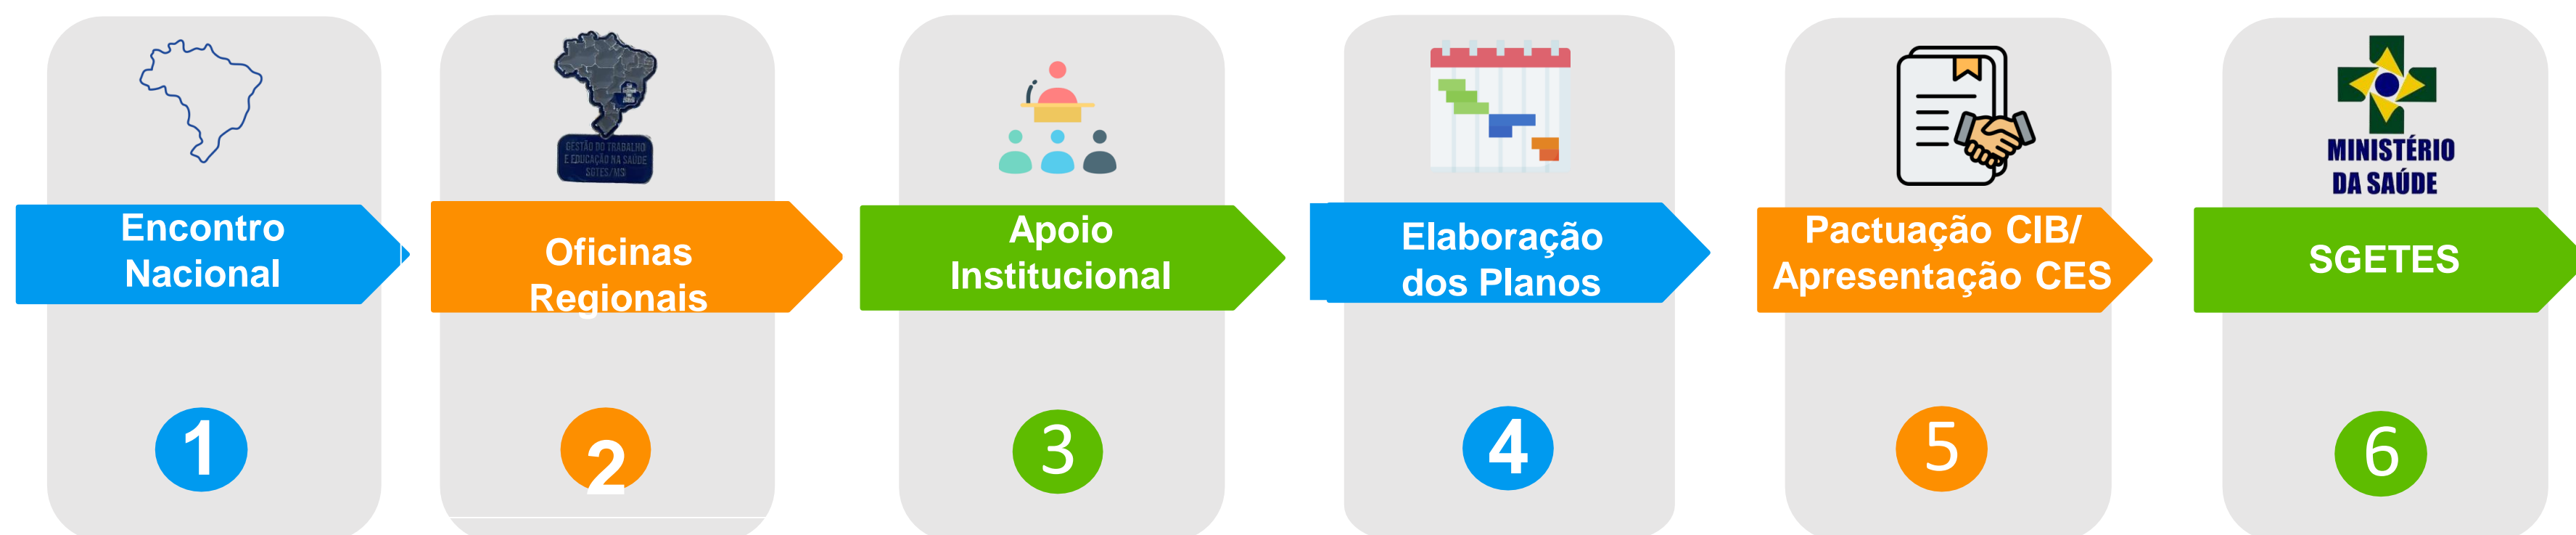 GESTÃO DO TRABALHO
E EDUCAÇÃO NA SAÚDE
SGTES/MS
MINISTÉRIO
DA SAÚDE
Encontro
Nacional
Oficinas
Regionais
Apoio
Institucional
Elaboração
dos Planos
Pactuação CIB/
Apresentação CES
SGETES
1
2
3
4
5
6